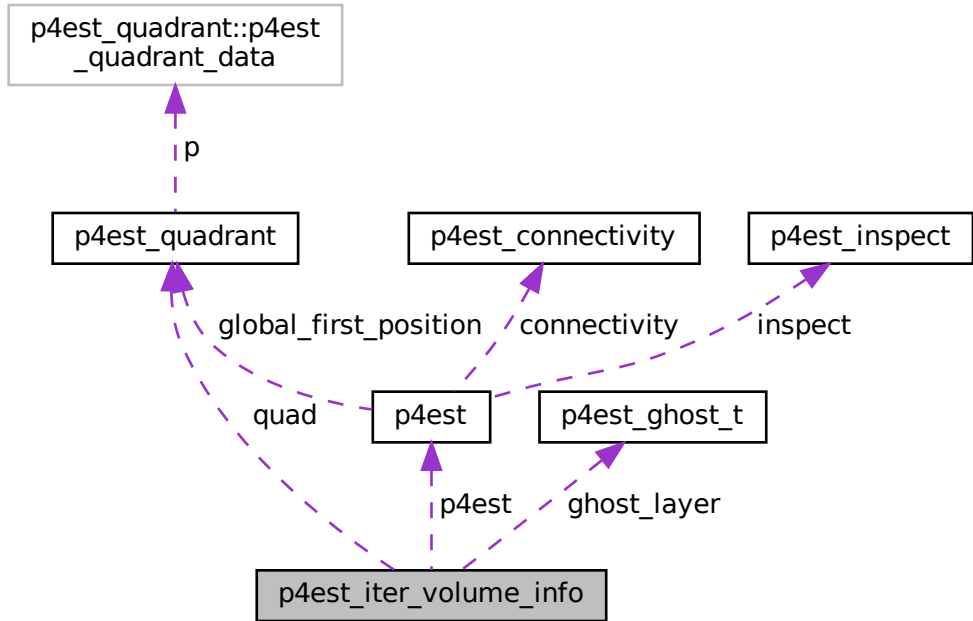 p4est_quadrant::p4est
_quadrant_data
p
p4est_quadrant
p4est_connectivity
p4est_inspect
global_first_position
connectivity
inspect
quad
p4est
p4est_ghost_t
p4est
ghost_layer
p4est_iter_volume_info